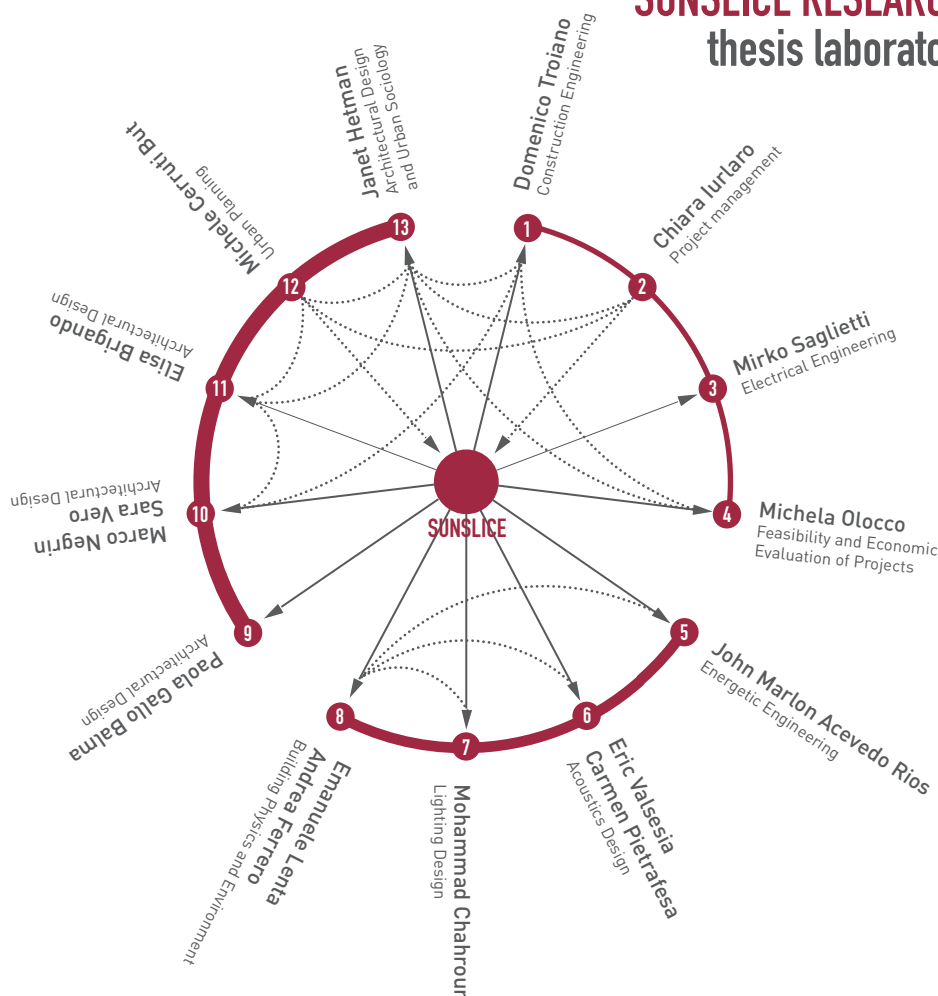 SUNSLICE RESEARC
thesis laborato
1
Domenico Troiano
Construction Engineering
2
Chiara Iurlaro
Project management
3
Mirko Saglietti
Electrical Engineering
4
Michela Olocco
Feasibility and Economic
Evaluation of Projects
5
John Marlon Acevedo Rios
Energetic Engineering
6
Eric Valsesia
Carmen Pietrafesa
Acoustics Design
7
Mohammad Chahrour
Lighting Design
8
Emanuele Lenta
Andrea Ferrero
Building Physics and Environment
9
Paola Gallo Balma
Architectural Design
10
Marco Negrin
Sara Vero
Architectural Design
11
Elisa Brigando
Architectural Design
12
Michele Cerruti But
Urban Planning
13
Janet Hetman
Architectural Design
and Urban Sociology
SUNSLICE